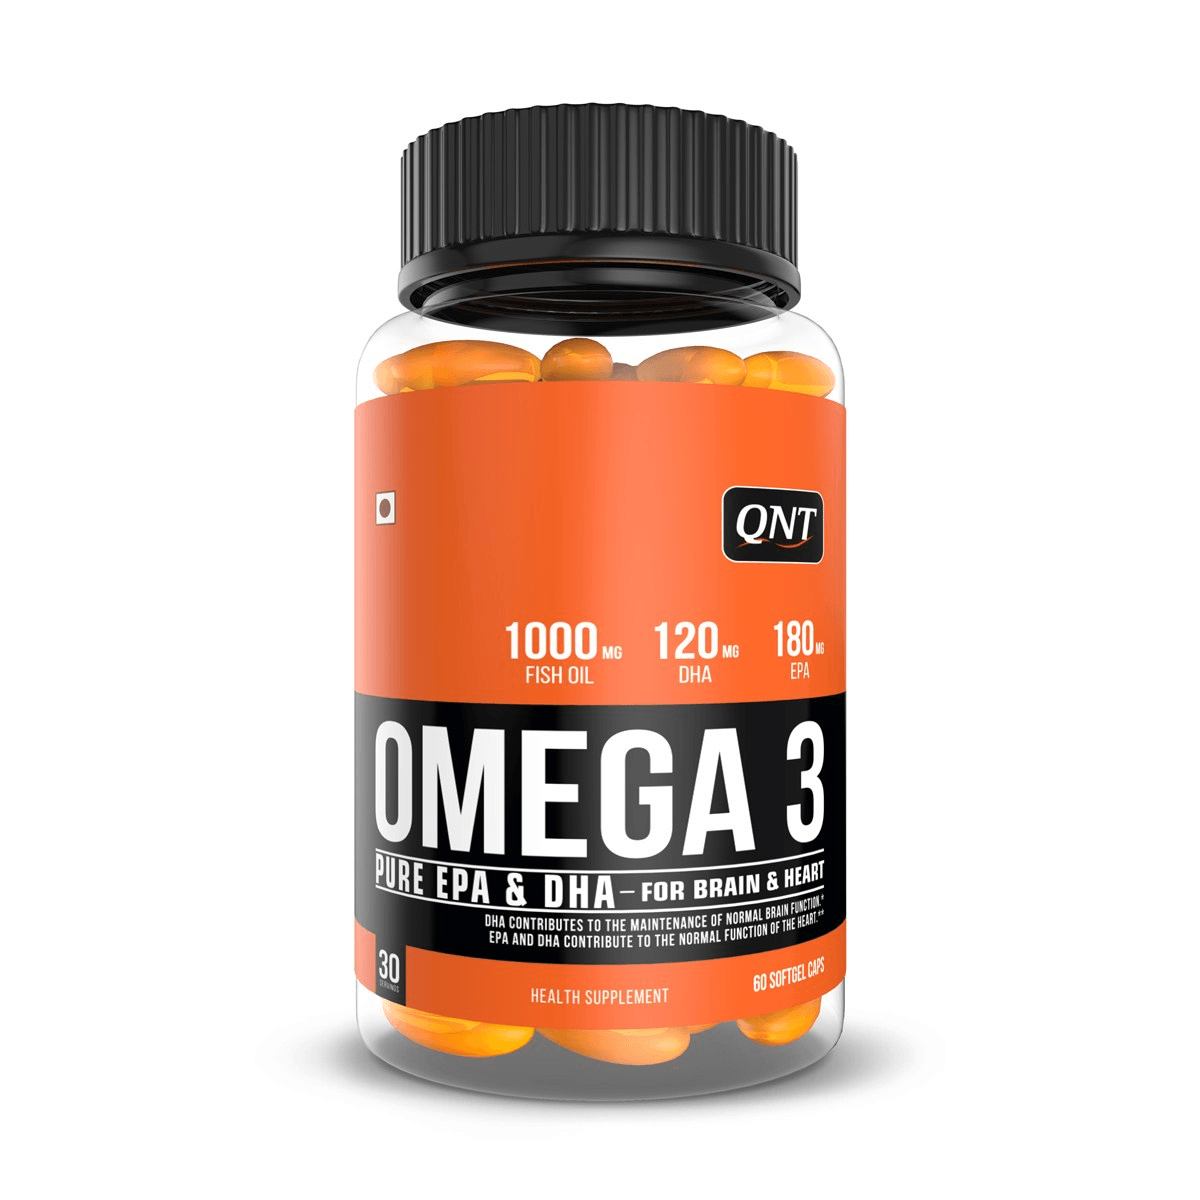 QNT
1000 MG
FISH OIL
120 MG
DHA
180 MG
EPA
OMEGA 3
PURE EPA & DHA – FOR BRAIN & HEART
DHA CONTRIBUTES TO THE MAINTENANCE OF NORMAL BRAIN FUNCTION.*
EPA AND DHA CONTRIBUTE TO THE NORMAL FUNCTION OF THE HEART.**
30
SERVINGS
HEALTH SUPPLEMENT
60 SOFTGEL CAPS